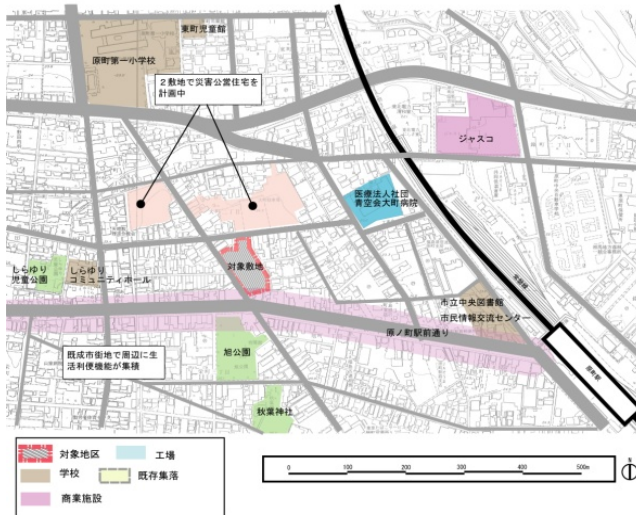 東町児童館
原町第一小学校
2敷地で災害公営住宅を
計画中
ジャスコ
医療法人社団
青空会大町病院
しらゆり
児童公園
しらゆり
コミュニティホール
対象敷地
市立中央図書館
市民情報交流センター
常磐線
原ノ町駅前通り
原町駅
既成市街地で周辺に生
活利便機能が集積
旭公園
秋葉神社
対象地区
工場
学校
既存集落
商業施設
0 100 200 300 400 500m
N